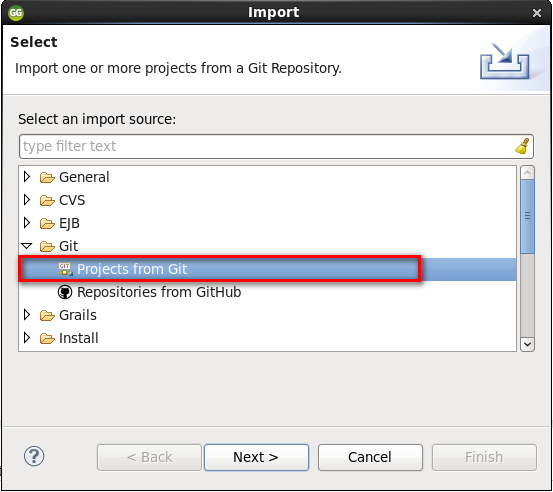 GG
Import
Select
Import one or more projects from a Git Repository.
Select an import source:
type filter text
General
CVS
EJB
Git
GIT
Projects from Git
Repositories from GitHub
Grails
Install
?
< Back
Next >
Cancel
Finish